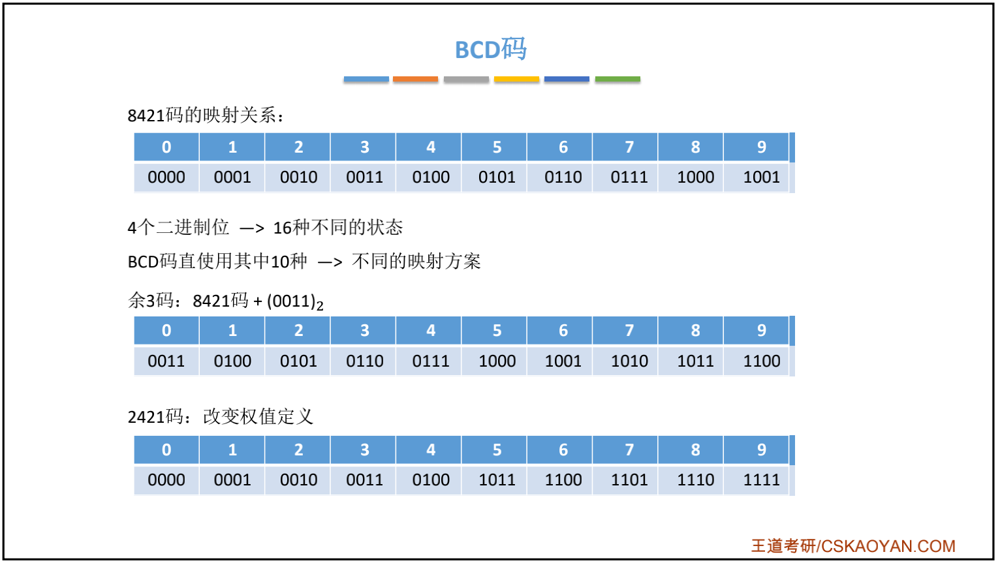 BCD码
8421码的映射关系：
0 1 2 3 4 5 6 7 8 9
0000 0001 0010 0011 0100 0101 0110 0111 1000 1001
4个二进制位 —> 16种不同的状态
BCD码直使用其中10种 —> 不同的映射方案
余3码：8421码 + (0011)₂
0 1 2 3 4 5 6 7 8 9
0011 0100 0101 0110 0111 1000 1001 1010 1011 1100
2421码：改变权值定义
0 1 2 3 4 5 6 7 8 9
0000 0001 0010 0011 0100 1011 1100 1101 1110 1111
王道考研/CSKAOYAN.COM